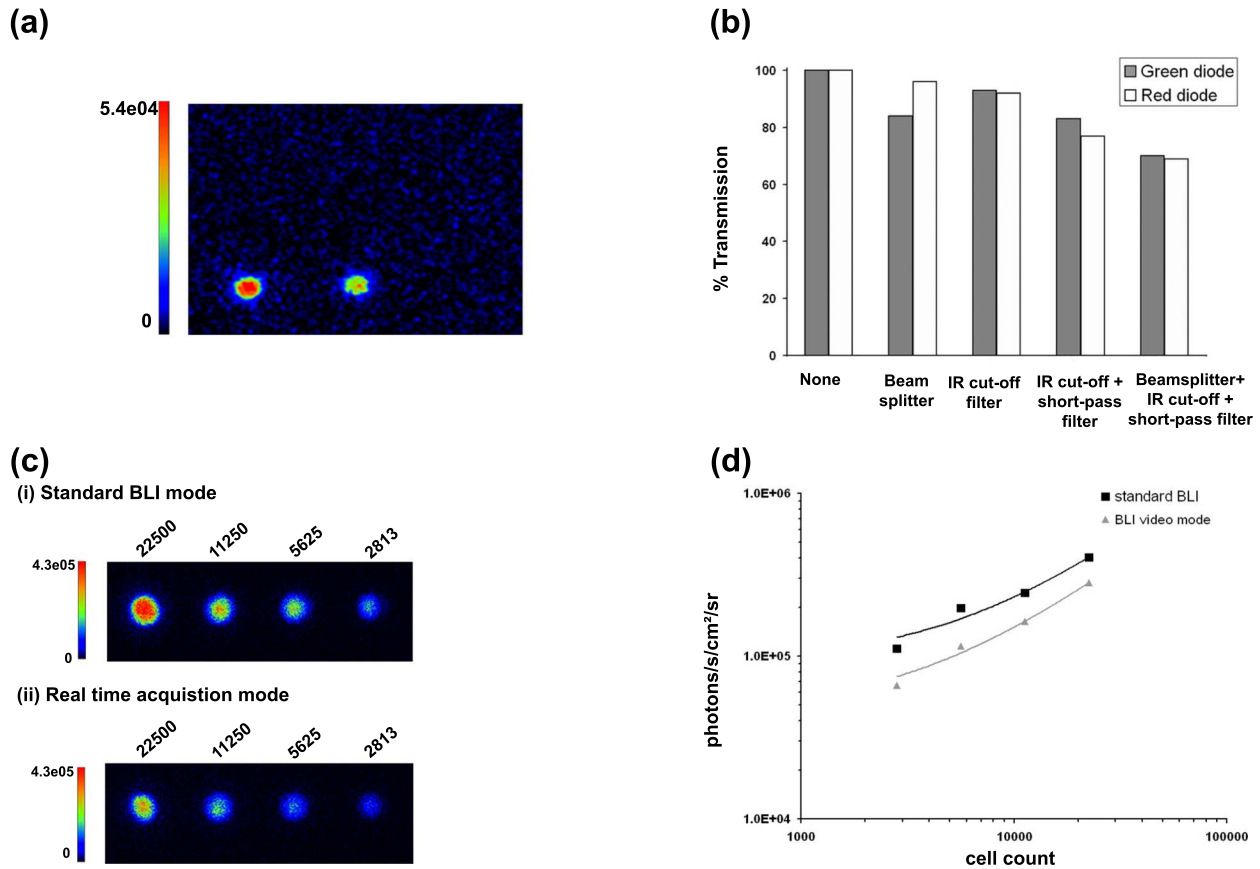 (a)
5.4e04
0
(b)
100
80
60
40
20
0
% Transmission
Green diode
Red diode
None
Beam
splitter
IR cut-off
filter
IR cut-off +
short-pass
filter
Beamsplitter+
IR cut-off +
short-pass filter
(c)
(i) Standard BLI mode
22500 11250 5625 2813
4.3e05
0
(ii) Real time acquistion mode
22500 11250 5625 2813
4.3e05
0
(d)
1.0E+06
1.0E+05
1.0E+04
photons/s/cm²/sr
standard BLI
BLI video mode
1000 10000 100000
cell count